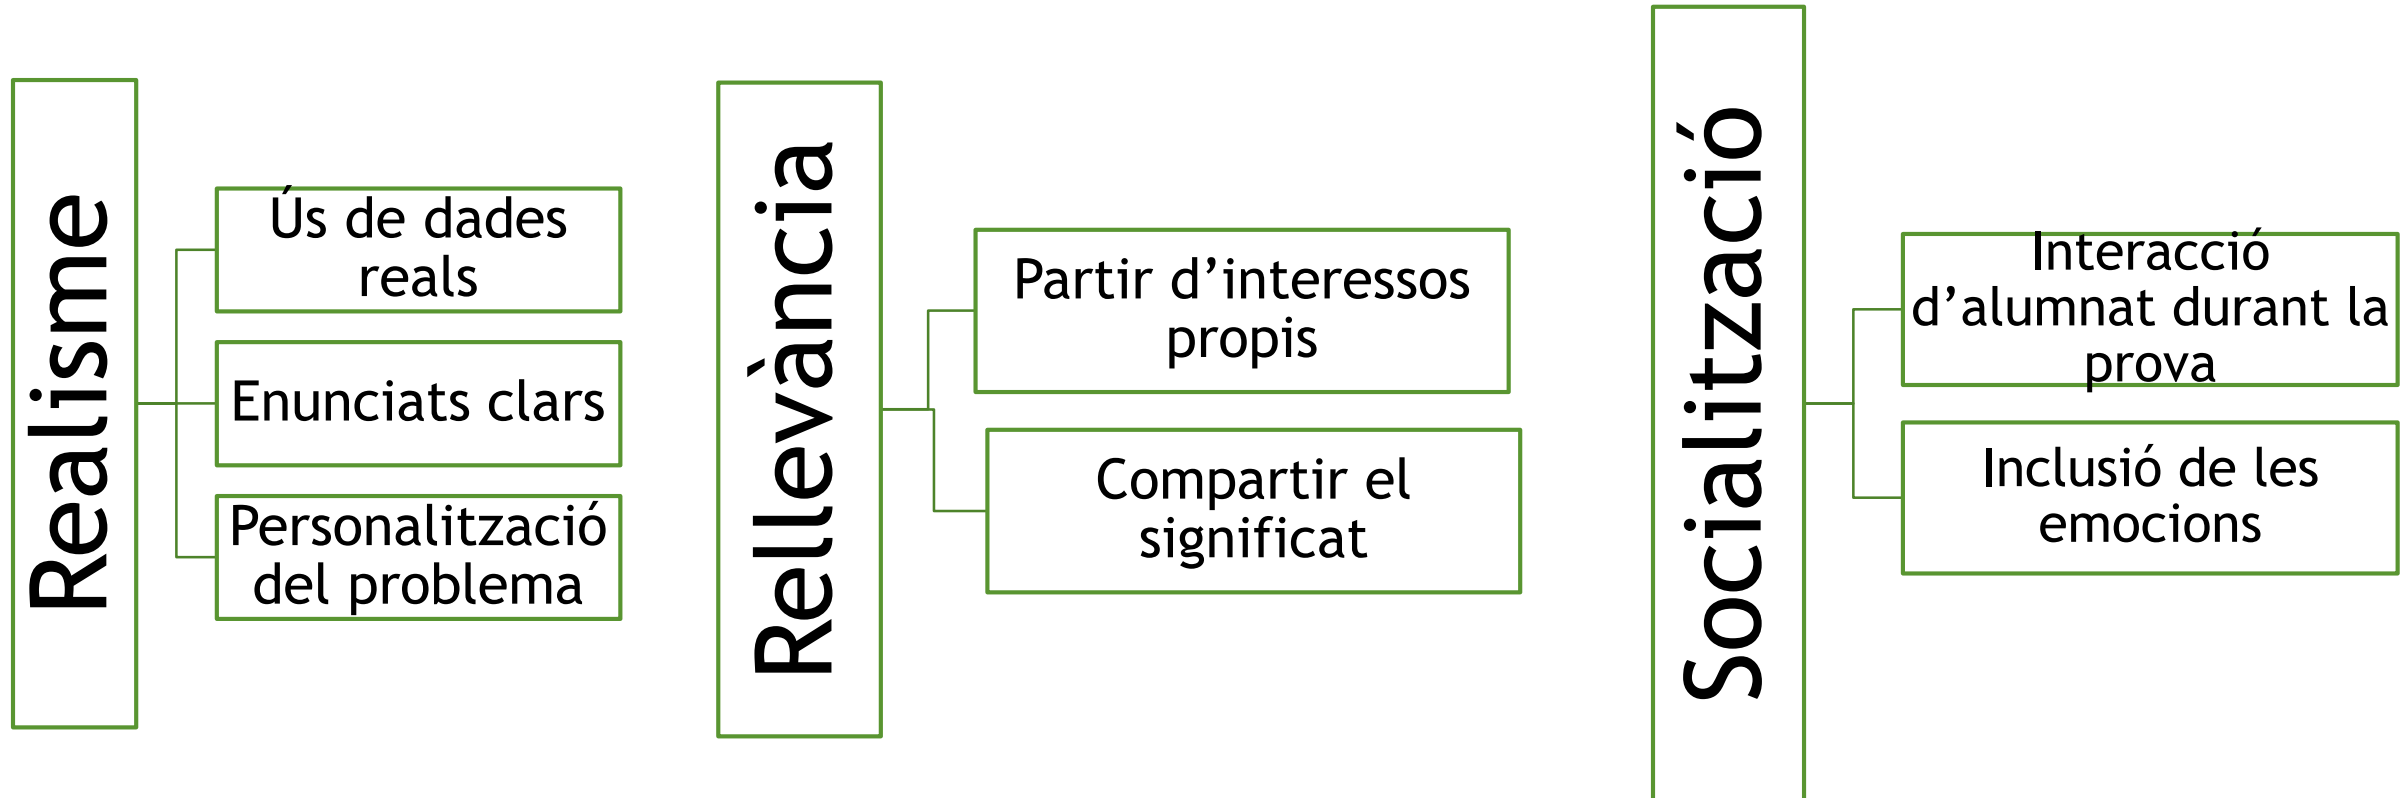 Realisme
Ús de dades
reals
Enunciats clars
Personalització
del problema
Rellevància
Partir d’interessos
propis
Compartir el
significat
Socialització
Interacció
d’alumnat durant la
prova
Inclusió de les
emocions